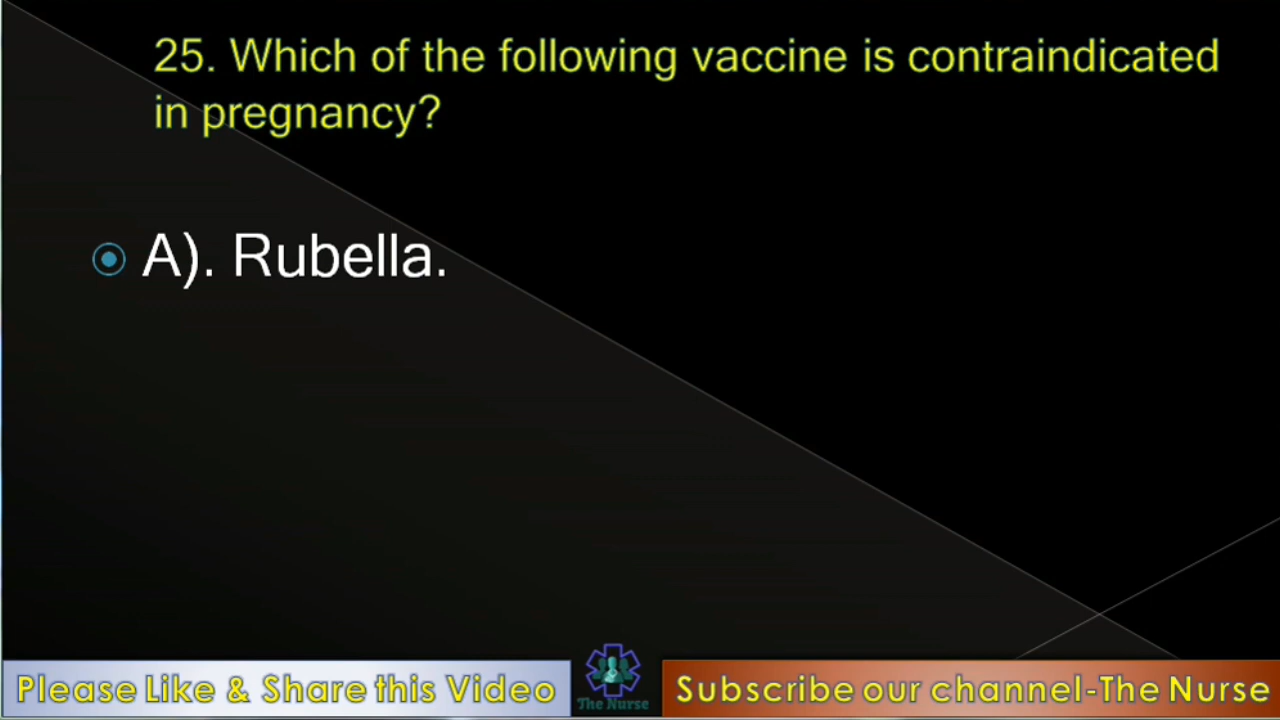 25. Which of the following vaccine is contraindicated
in pregnancy?
A). Rubella.
Please Like & Share this Video
The Nurse
Subscribe our channel-The Nurse